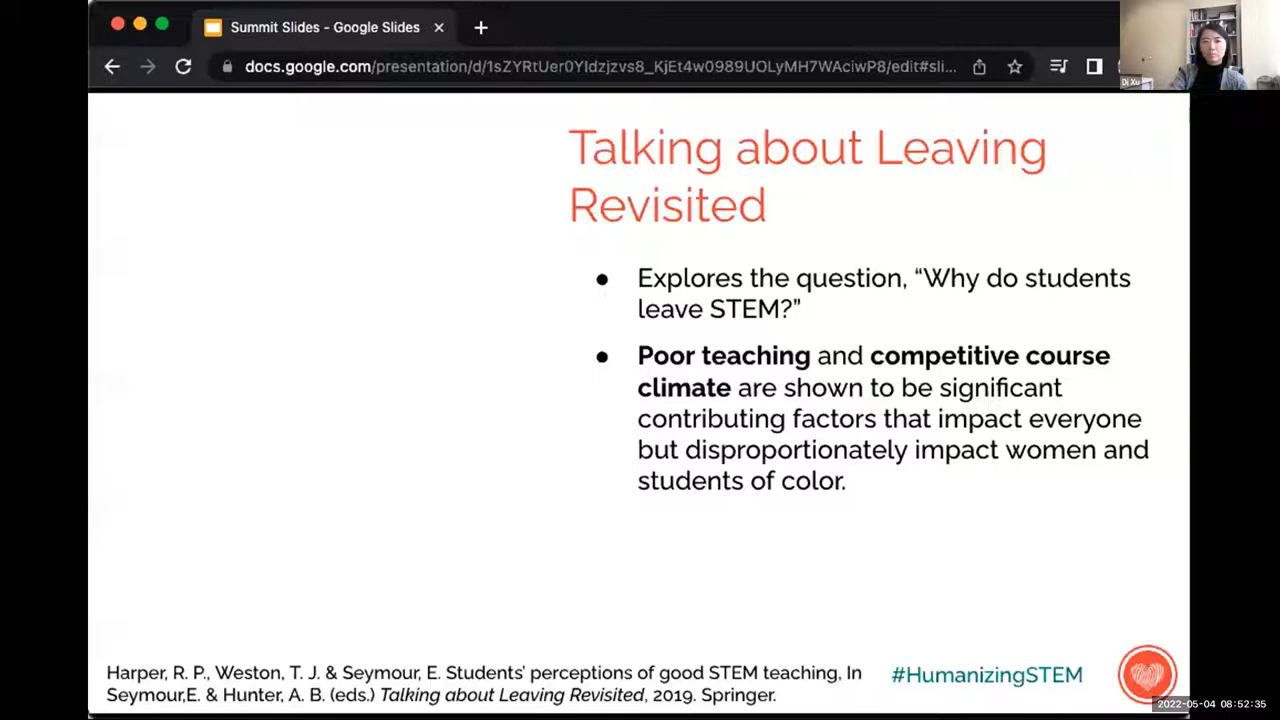 Summit Slides - Google Slides
docs.google.com/presentation/d/1sZYRtUer0YIdzjzvs8_KjEt4w0989UOLyMH7WAciwP8/edit#sli...
Di Xu
Talking about Leaving
Revisited
● Explores the question, “Why do students
leave STEM?”
● Poor teaching and competitive course
climate are shown to be significant
contributing factors that impact everyone
but disproportionately impact women and
students of color.
Harper, R. P., Weston, T. J. & Seymour, E. Students’ perceptions of good STEM teaching, In
Seymour,E. & Hunter, A. B. (eds.) Talking about Leaving Revisited, 2019. Springer.
#HumanizingSTEM
2022-05-04 08:52:35